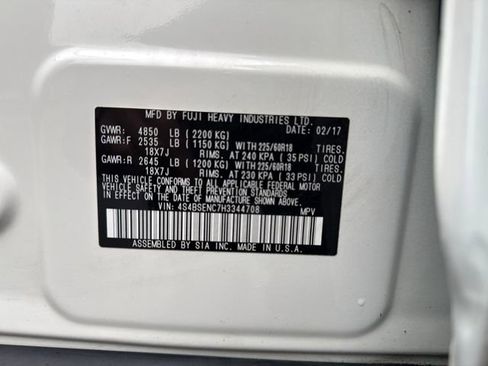 MFD BY FUJI HEAVY INDUSTRIES LTD. DATE: 02/17
GVWR: 4850 LB (2200 KG)
GAWR:F 2535 LB (1150 KG) WITH 225/60R18 TIRES.
18X7J RIMS. AT 240 KPA (35 PSI) COLD
GAWR:R 2645 LB (1200 KG) WITH 225/60R18 TIRES.
18X7J RIMS. AT 230 KPA (33 PSI) COLD
THIS VEHICLE CONFORMS TO ALL APPLICABLE FEDERAL MOTOR
VEHICLE SAFETY AND THEFT PREVENTION STANDARDS
IN EFFECT ON THE DATE OF MANUFACTURE SHOWN ABOVE.
VIN: 4S4BSENC7H3344708 MPV
ASSEMBLED BY SIA INC. MADE IN U.S.A.